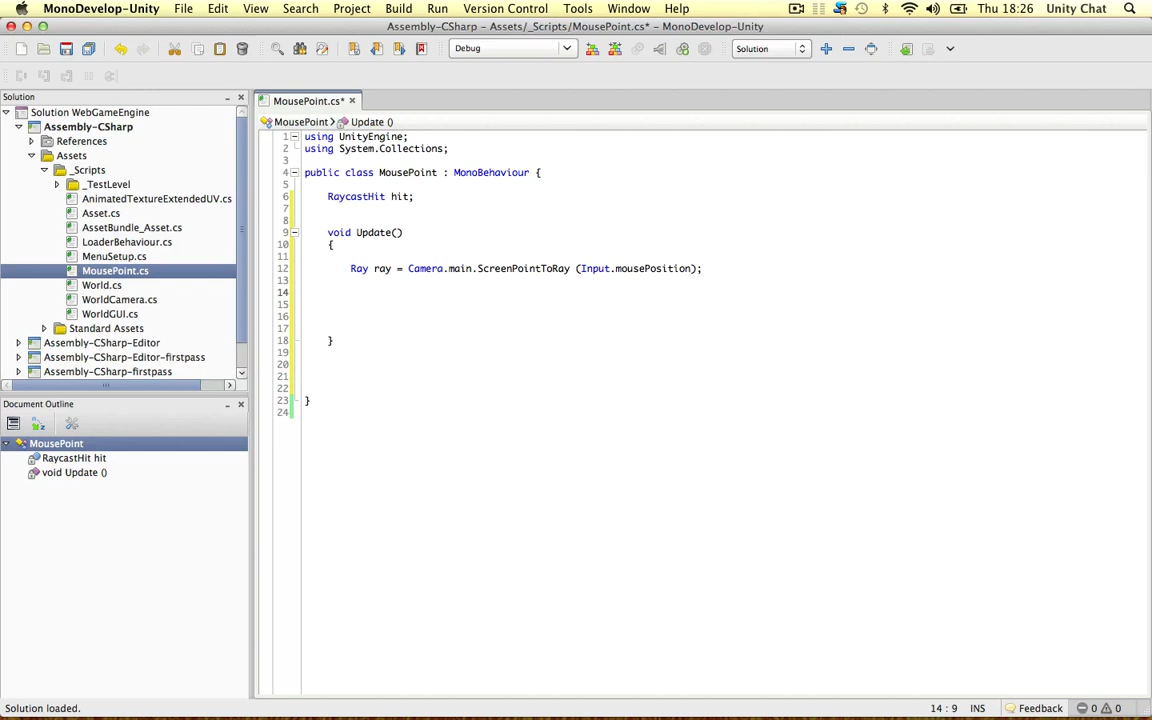 MonoDevelop-Unity File Edit View Search Project Build Run Version Control Tools Window Help Thu 18:26 Unity Chat
Assembly-CSharp – Assets/_Scripts/MousePoint.cs* – MonoDevelop-Unity
Debug Solution
Solution
Solution WebGameEngine
Assembly-CSharp
References
Assets
_Scripts
_TestLevel
AnimatedTextureExtendedUV.cs
Asset.cs
AssetBundle_Asset.cs
LoaderBehaviour.cs
MenuSetup.cs
MousePoint.cs
World.cs
WorldCamera.cs
WorldGUI.cs
Standard Assets
Assembly-CSharp-Editor
Assembly-CSharp-Editor-firstpass
Assembly-CSharp-firstpass
Document Outline
MousePoint
RaycastHit hit
void Update ()
MousePoint.cs*
MousePoint Update ()
1 using UnityEngine;
2 using System.Collections;
3
4 public class MousePoint : MonoBehaviour {
5
6 RaycastHit hit;
7
8
9 void Update()
10 {
11
12 Ray ray = Camera.main.ScreenPointToRay (Input.mousePosition);
13
14
15
16
17
18 }
19
20
21
22
23 }
24
Solution loaded. 14 : 9 INS Feedback 0 0